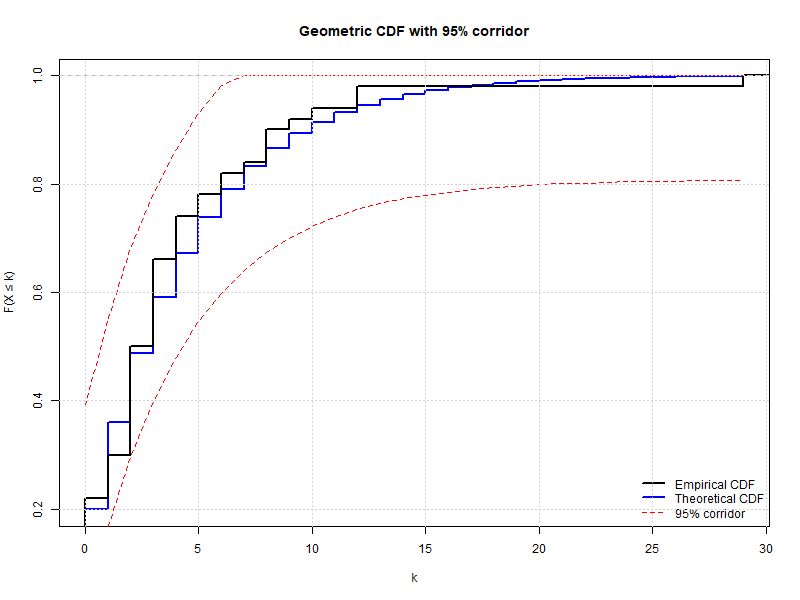 Geometric CDF with 95% corridor
F(X ≤ k)
1.0
0.8
0.6
0.4
0.2
0 5 10 15 20 25 30
k
Empirical CDF
Theoretical CDF
95% corridor